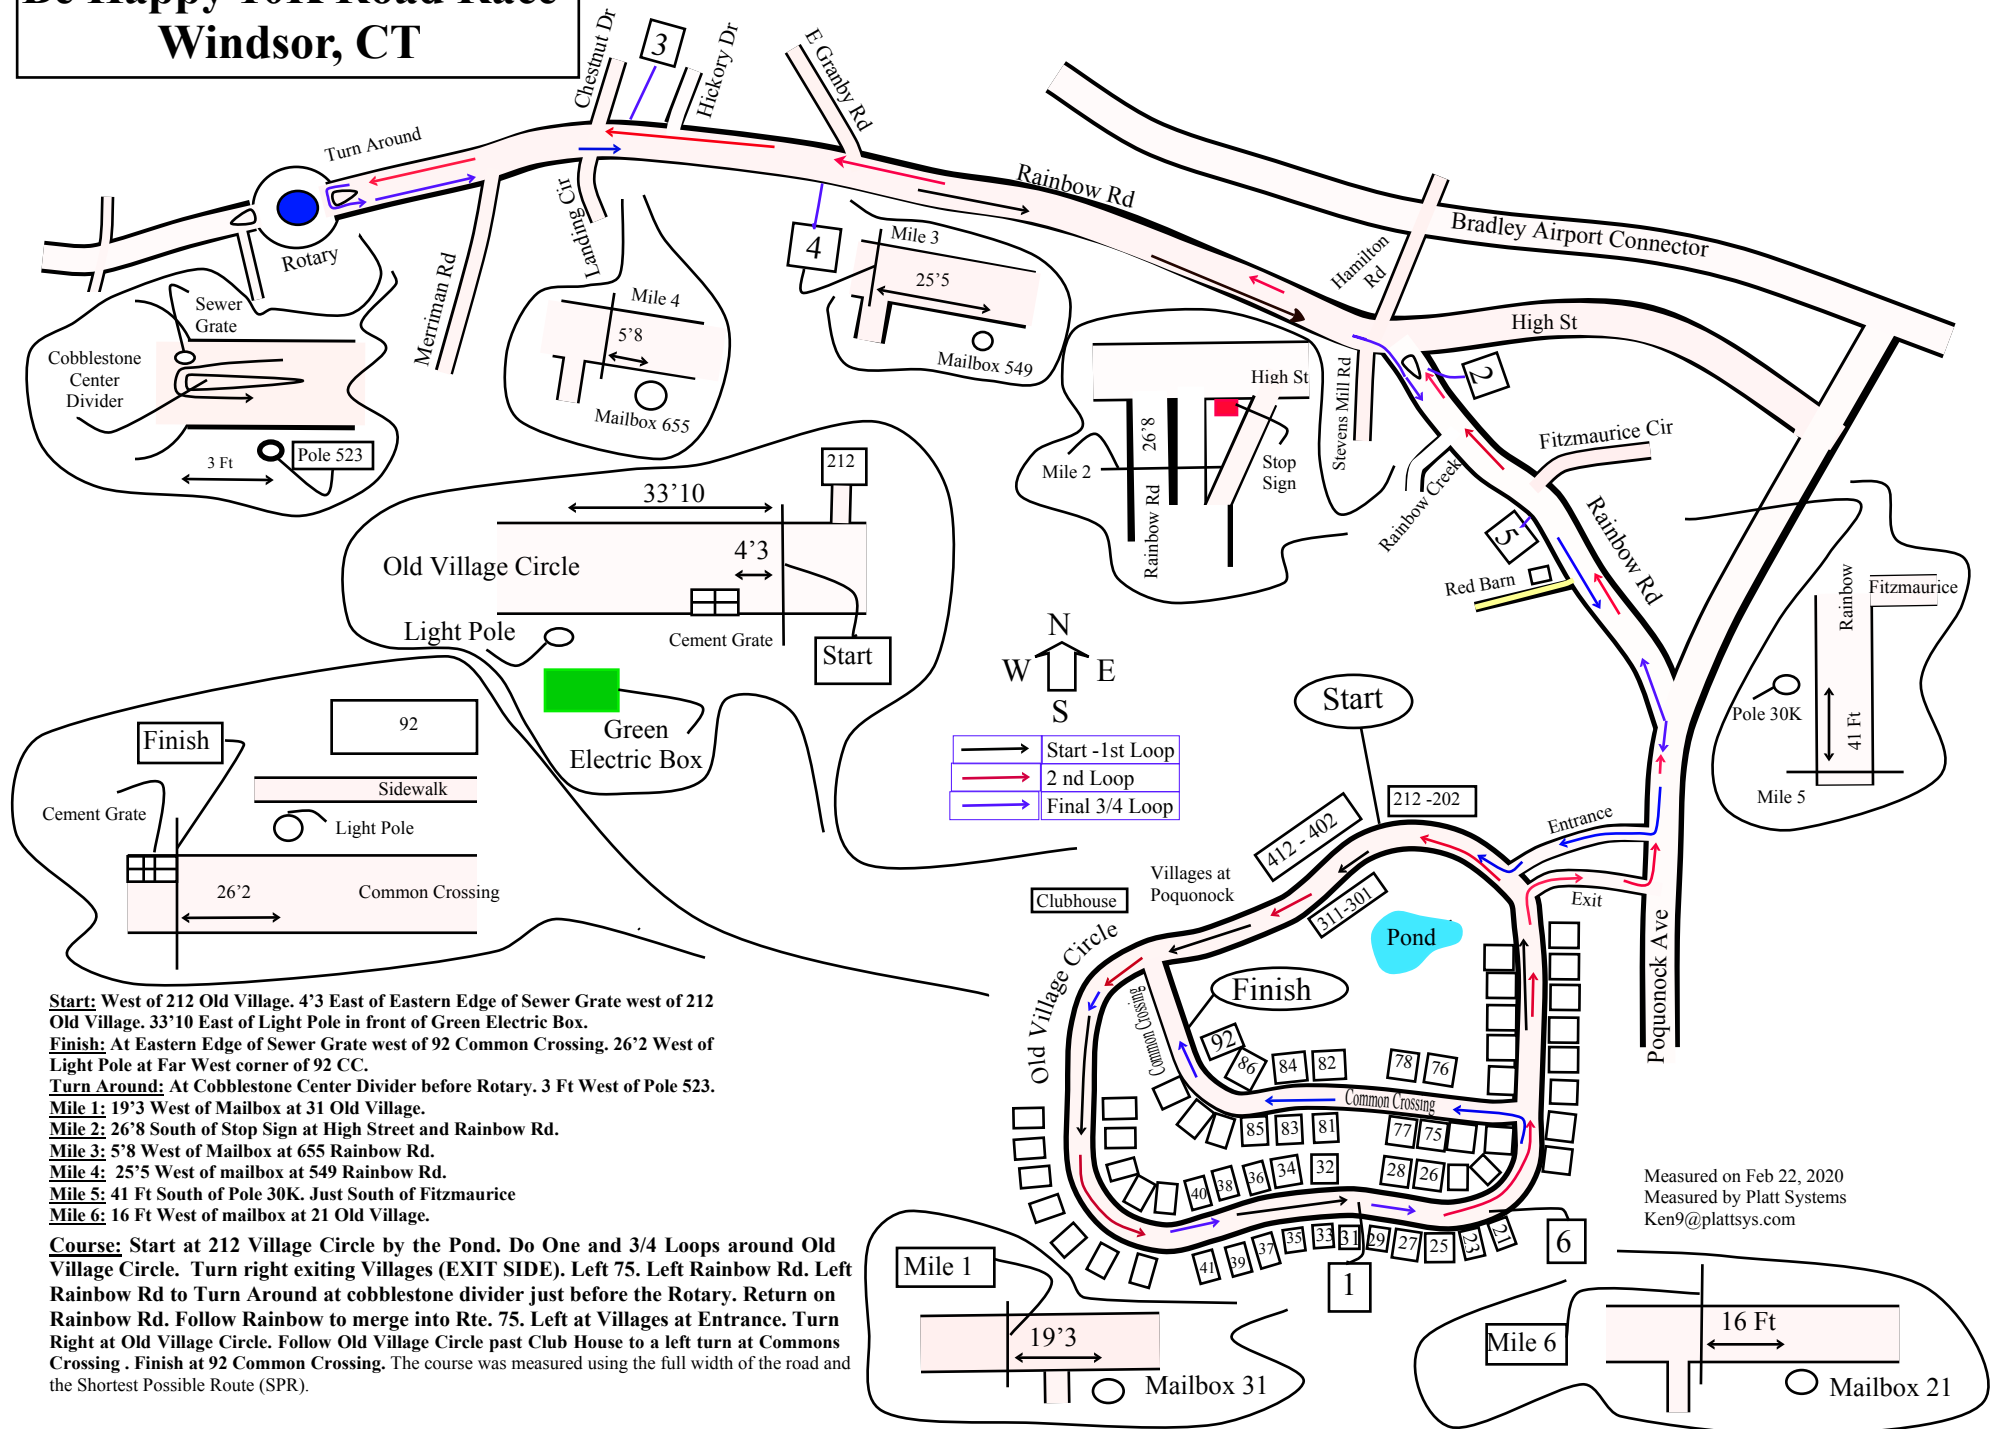 Be Happy 10K Road Race
Windsor, CT
Chestnut Dr
3
Hickory Dr
E Granby Rd
Turn Around
Rainbow Rd
Bradley Airport Connector
Hamilton
Rd
Rotary
Landing Cir
Merriman Rd
4
Mile 3
25'5
Mailbox 549
Mile 4
5'8
Mailbox 655
Sewer
Grate
Cobblestone
Center
Divider
3 Ft
Pole 523
High St
High St
2
Stevens Mill Rd
26'8
Mile 2
Stop
Sign
Rainbow Rd
Fitzmaurice Cir
Rainbow Creek
5
Rainbow Rd
Red Barn
Rainbow
Fitzmaurice
Pole 30K
41 Ft
Mile 5
212
33'10
4'3
Old Village Circle
Light Pole
Cement Grate
Start
Green
Electric Box
N
W E
S
Start -1st Loop
2 nd Loop
Final 3/4 Loop
Finish
92
Sidewalk
Cement Grate
Light Pole
26'2
Common Crossing
Start
212 -202
412 - 402
311-301
Entrance
Exit
Villages at
Poquonock
Clubhouse
Pond
Old Village Circle
Finish
Common Crossing
Poquonock Ave
92
86
84
82
78
76
Common Crossing
85
83
81
77
75
40
38
36
34
32
28
26
41
39
37
35
33
31
29
27
25
23
21
1
6
Start: West of 212 Old Village. 4'3 East of Eastern Edge of Sewer Grate west of 212
Old Village. 33'10 East of Light Pole in front of Green Electric Box.
Finish: At Eastern Edge of Sewer Grate west of 92 Common Crossing. 26'2 West of
Light Pole at Far West corner of 92 CC.
Turn Around: At Cobblestone Center Divider before Rotary. 3 Ft West of Pole 523.
Mile 1: 19'3 West of Mailbox at 31 Old Village.
Mile 2: 26'8 South of Stop Sign at High Street and Rainbow Rd.
Mile 3: 5'8 West of Mailbox at 655 Rainbow Rd.
Mile 4: 25'5 West of mailbox at 549 Rainbow Rd.
Mile 5: 41 Ft South of Pole 30K. Just South of Fitzmaurice
Mile 6: 16 Ft West of mailbox at 21 Old Village.
Course: Start at 212 Village Circle by the Pond. Do One and 3/4 Loops around Old
Village Circle. Turn right exiting Villages (EXIT SIDE). Left 75. Left Rainbow Rd. Left
Rainbow Rd to Turn Around at cobblestone divider just before the Rotary. Return on
Rainbow Rd. Follow Rainbow to merge into Rte. 75. Left at Villages at Entrance. Turn
Right at Old Village Circle. Follow Old Village Circle past Club House to a left turn at Commons
Crossing . Finish at 92 Common Crossing. The course was measured using the full width of the road and
the Shortest Possible Route (SPR).
Measured on Feb 22, 2020
Measured by Platt Systems
Ken9@plattsys.com
Mile 1
19'3
Mailbox 31
Mile 6
16 Ft
Mailbox 21